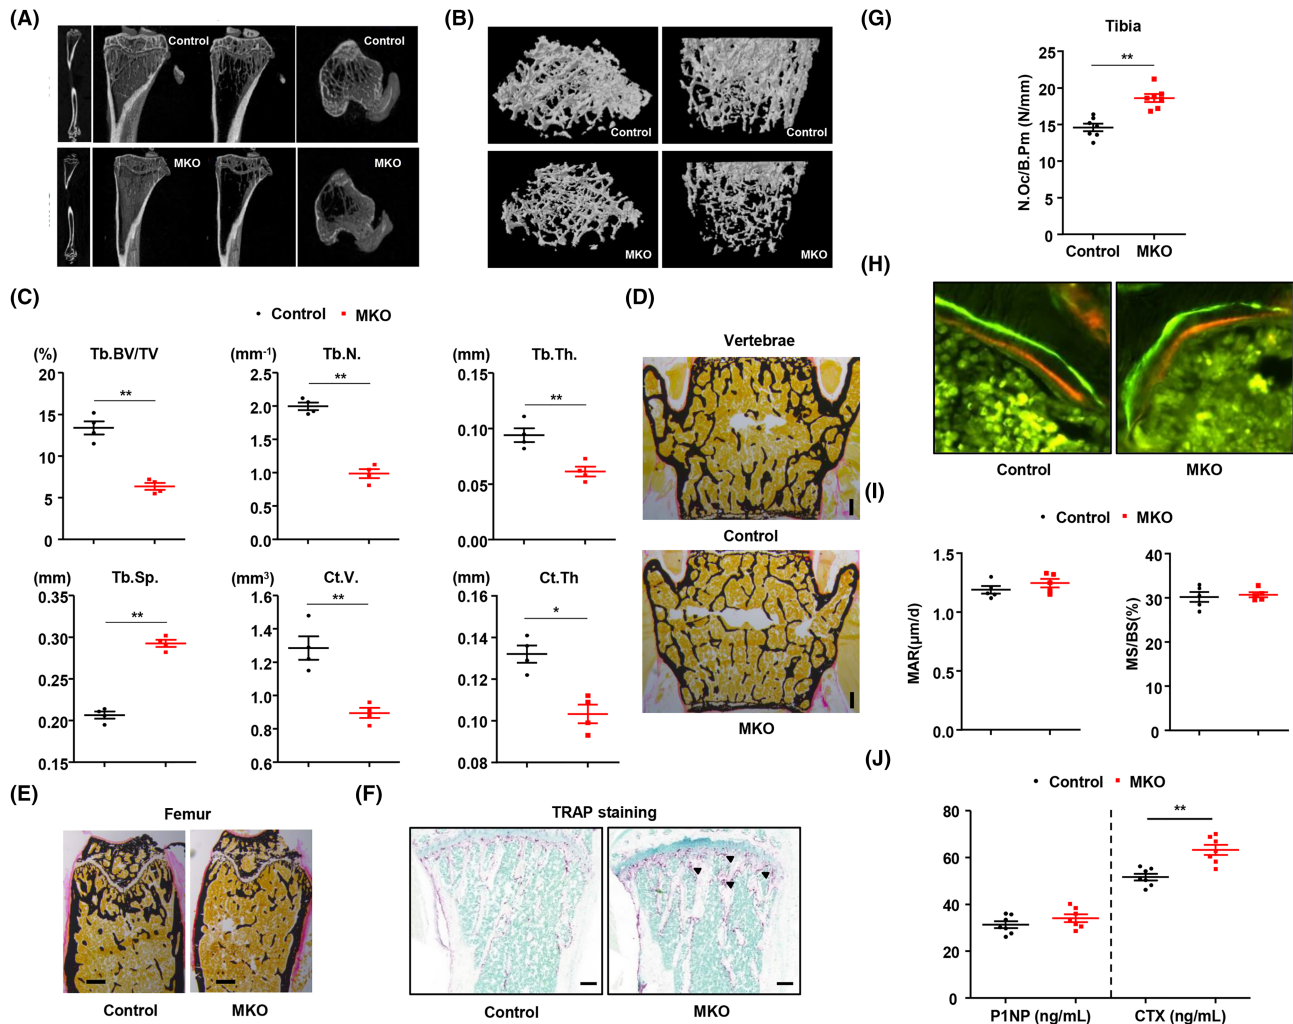 (A)
Control
Control
MKO
MKO
(B)
Control
Control
MKO
MKO
(C)
Control MKO
(%) Tb.BV/TV
20
15
10
5
0
**
(mm-1) Tb.N.
2.5
2.0
1.5
1.0
0.5
0.0
**
(mm) Tb.Th.
0.15
0.10
0.05
0.00
**
(mm) Tb.Sp.
0.35
0.30
0.25
0.20
0.15
**
(mm3) Ct.V.
1.6
1.4
1.2
1.0
0.8
0.6
**
(mm) Ct.Th
0.16
0.14
0.12
0.10
0.08
*
(D)
Vertebrae
Control
MKO
(E)
Femur
Control MKO
(F)
TRAP staining
Control MKO
(G)
Tibia
N.Oc/B.Pm (N/mm)
25
20
15
10
5
0
**
Control MKO
(H)
Control MKO
(I)
Control MKO
MAR(μm/d)
1.5
1.0
0.5
0.0
MS/BS(%)
40
30
20
10
0
(J)
Control MKO
80
60
40
20
0
**
P1NP (ng/mL) CTX (ng/mL)